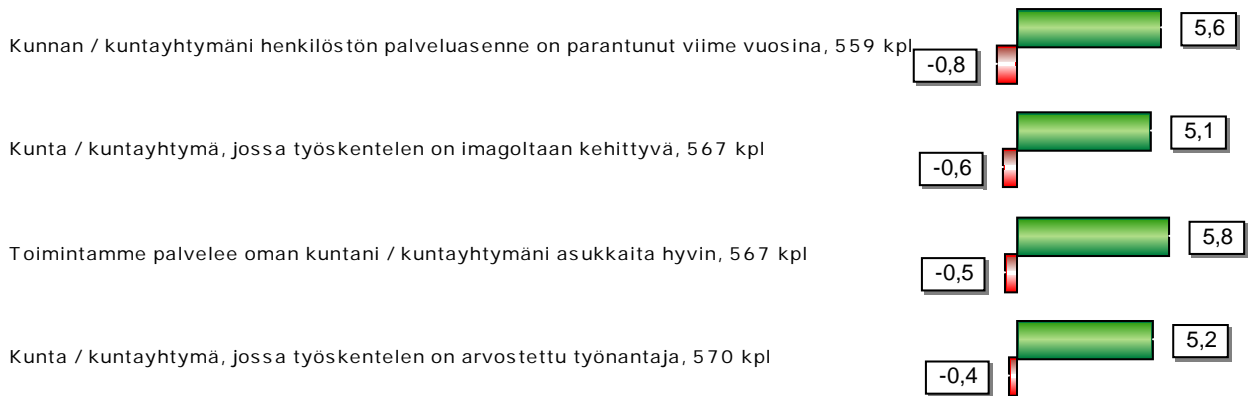 Kunnan / kuntayhtymäni henkilöstön palveluasenne on parantunut viime vuosina, 559 kpl
5,6
-0,8
Kunta / kuntayhtymä, jossa työskentelen on imagoltaan kehittyvä, 567 kpl
5,1
-0,6
Toimintamme palvelee oman kuntani / kuntayhtymäni asukkaita hyvin, 567 kpl
5,8
-0,5
Kunta / kuntayhtymä, jossa työskentelen on arvostettu työnantaja, 570 kpl
5,2
-0,4